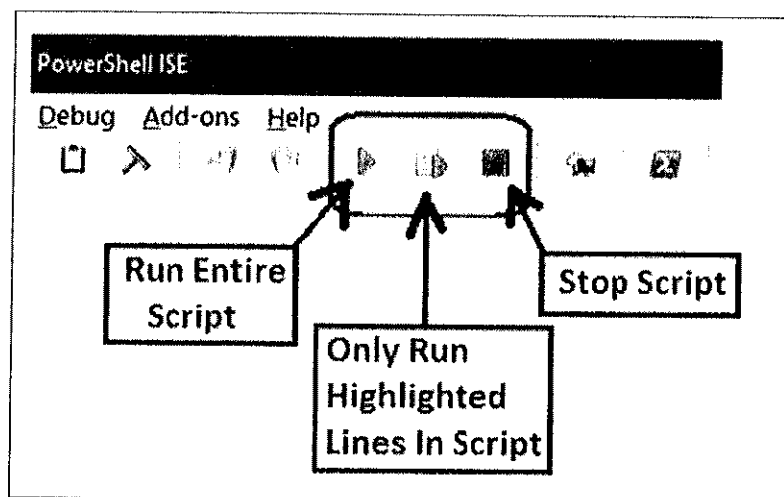 PowerShell ISE
Debug Add-ons Help
Run Entire
Script
Only Run
Highlighted
Lines In Script
Stop Script